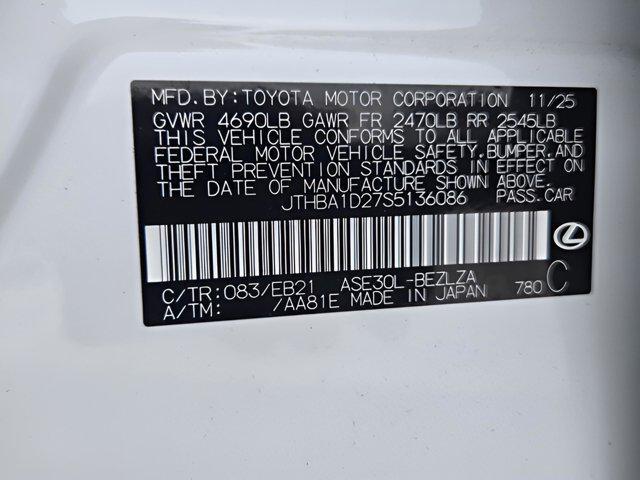 MFD. BY: TOYOTA MOTOR CORPORATION 11/25
GVWR 4690LB GAWR FR 2470LB RR 2545LB
THIS VEHICLE CONFORMS TO ALL APPLICABLE
FEDERAL MOTOR VEHICLE SAFETY, BUMPER, AND
THEFT PREVENTION STANDARDS IN EFFECT ON
THE DATE OF MANUFACTURE SHOWN ABOVE.
JTHBA1D27S5136086 PASS. CAR
C/TR: 083/EB21 ASE30L-BEZLZA C
A/TM: /AA81E MADE IN JAPAN 780